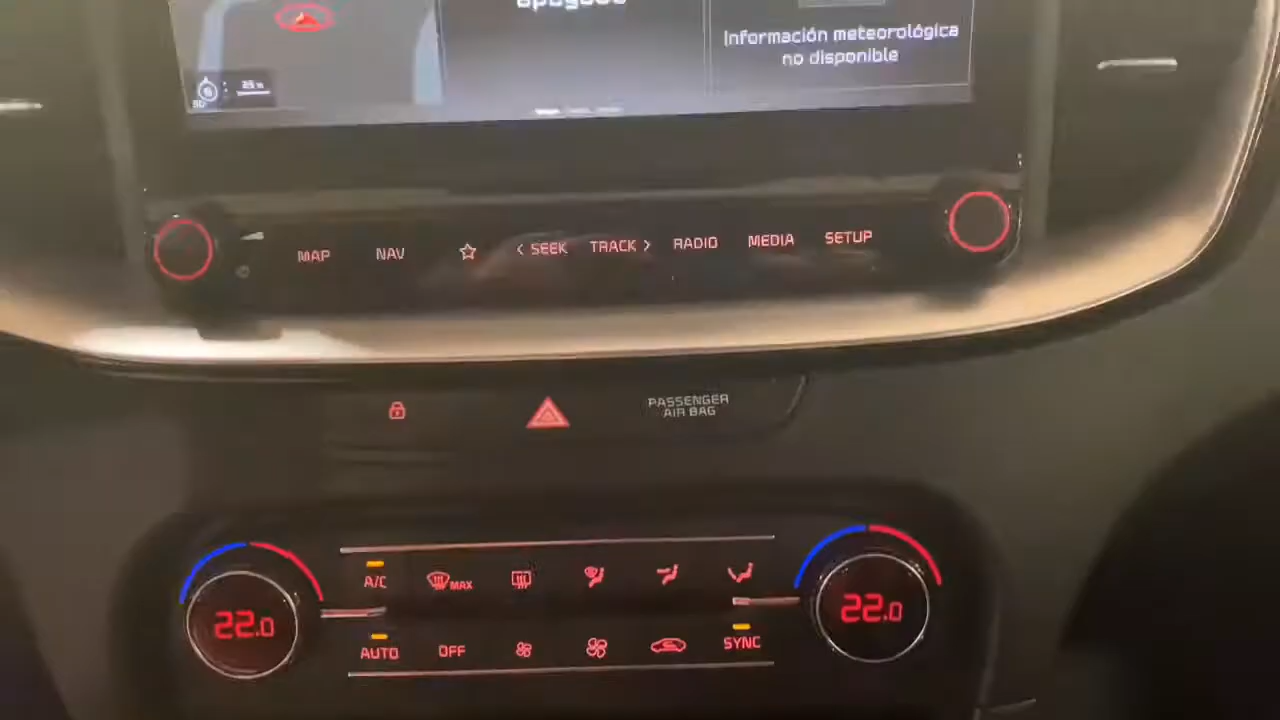 apagado
Información meteorológica
no disponible
MAP NAV < SEEK TRACK > RADIO MEDIA SETUP
PASSENGER
AIR BAG
A/C MAX
22.0 22.0
AUTO OFF SYNC